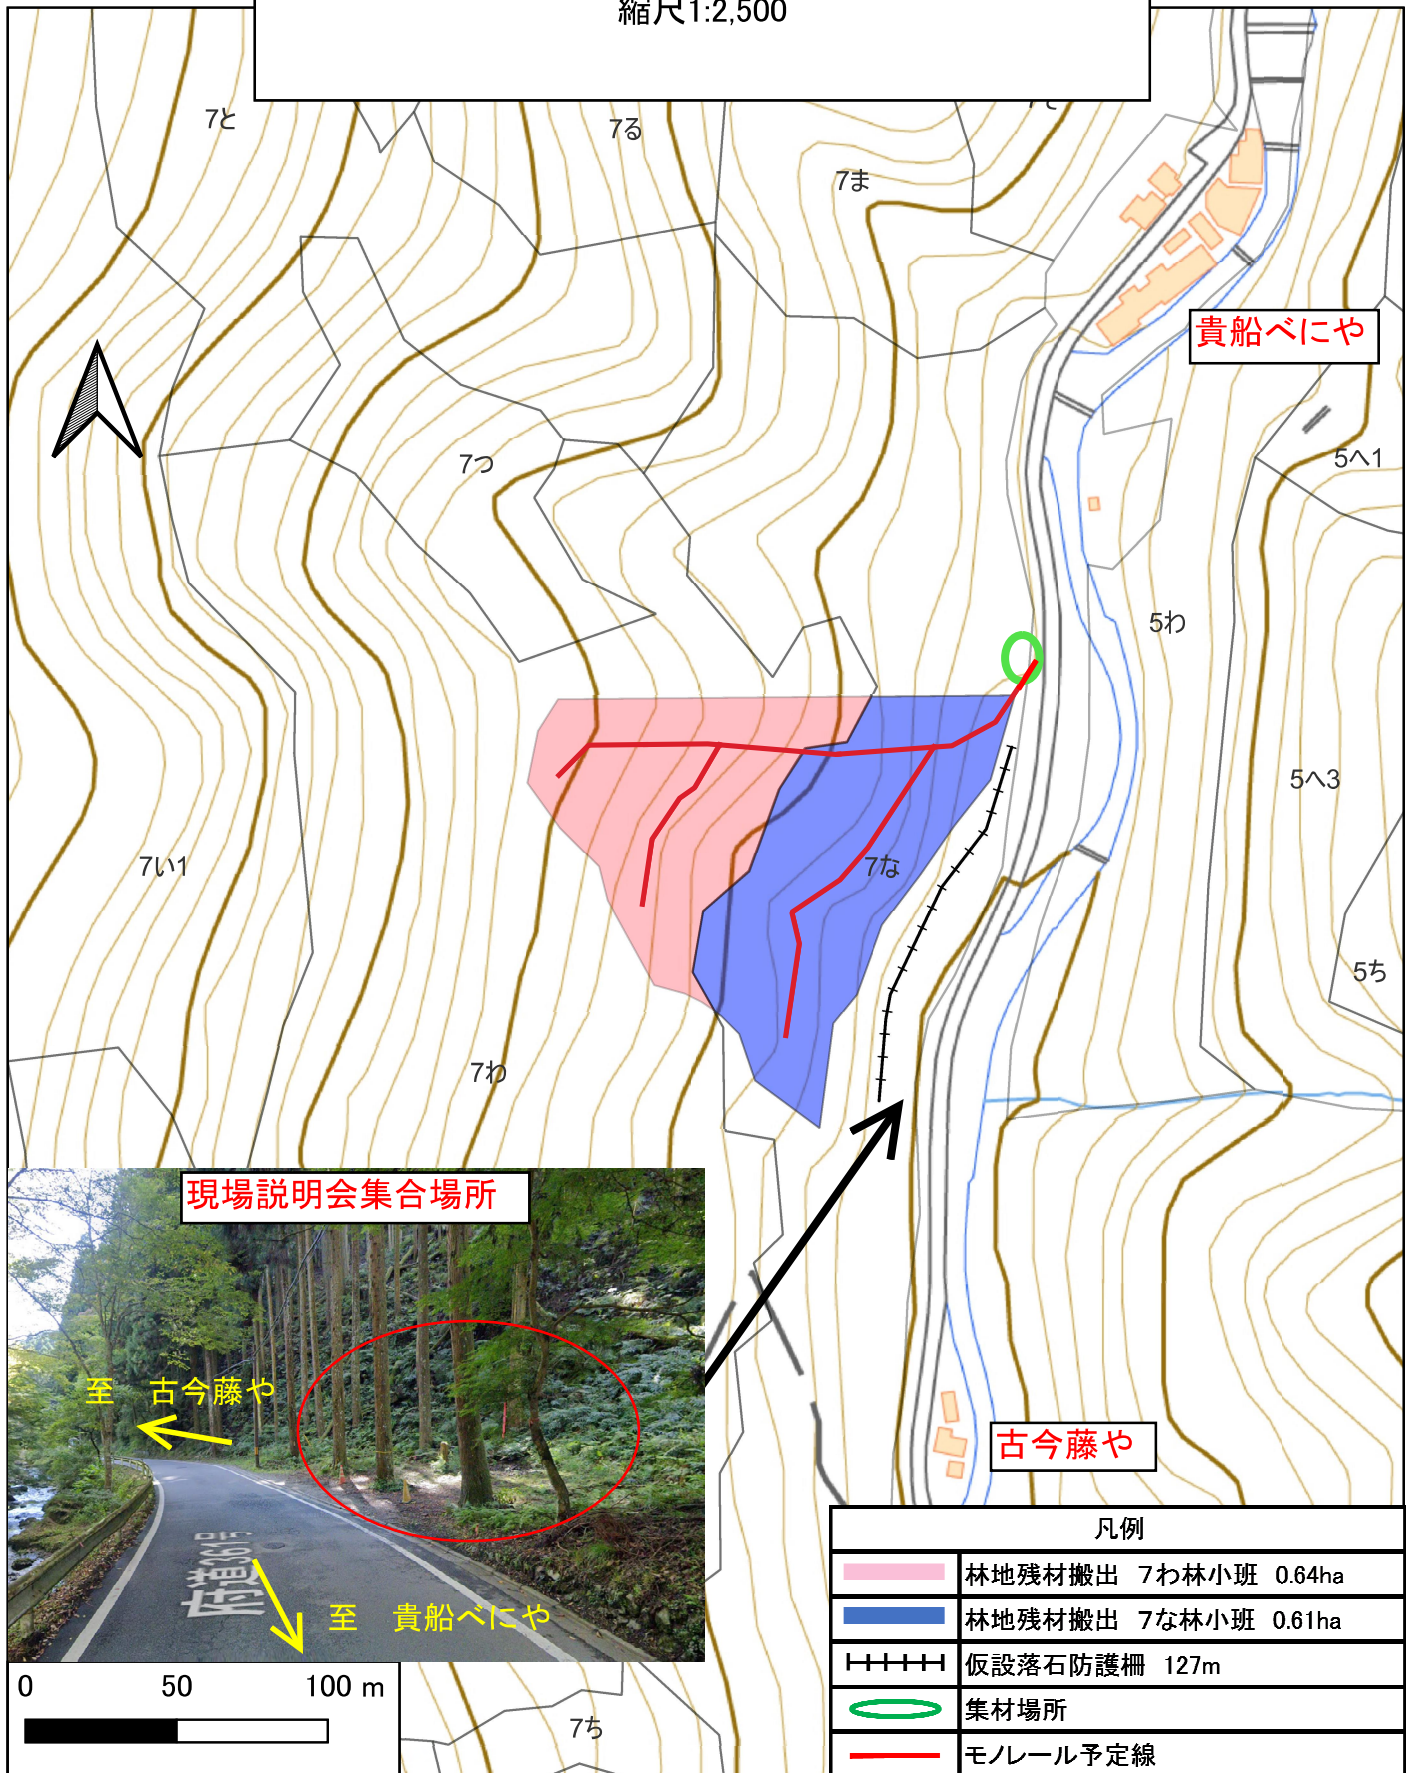 縮尺1:2,500
7と
7る
7ま
貴船べにや
7つ
5へ1
5わ
5へ3
7い1
7な
5ち
7わ
現場説明会集合場所
至 古今藤や
古今藤や
府道361号
至 貴船べにや
凡例
林地残材搬出 7わ林小班 0.64ha
林地残材搬出 7な林小班 0.61ha
仮設落石防護柵 127m
集材場所
モノレール予定線
0 50 100 m
7ち